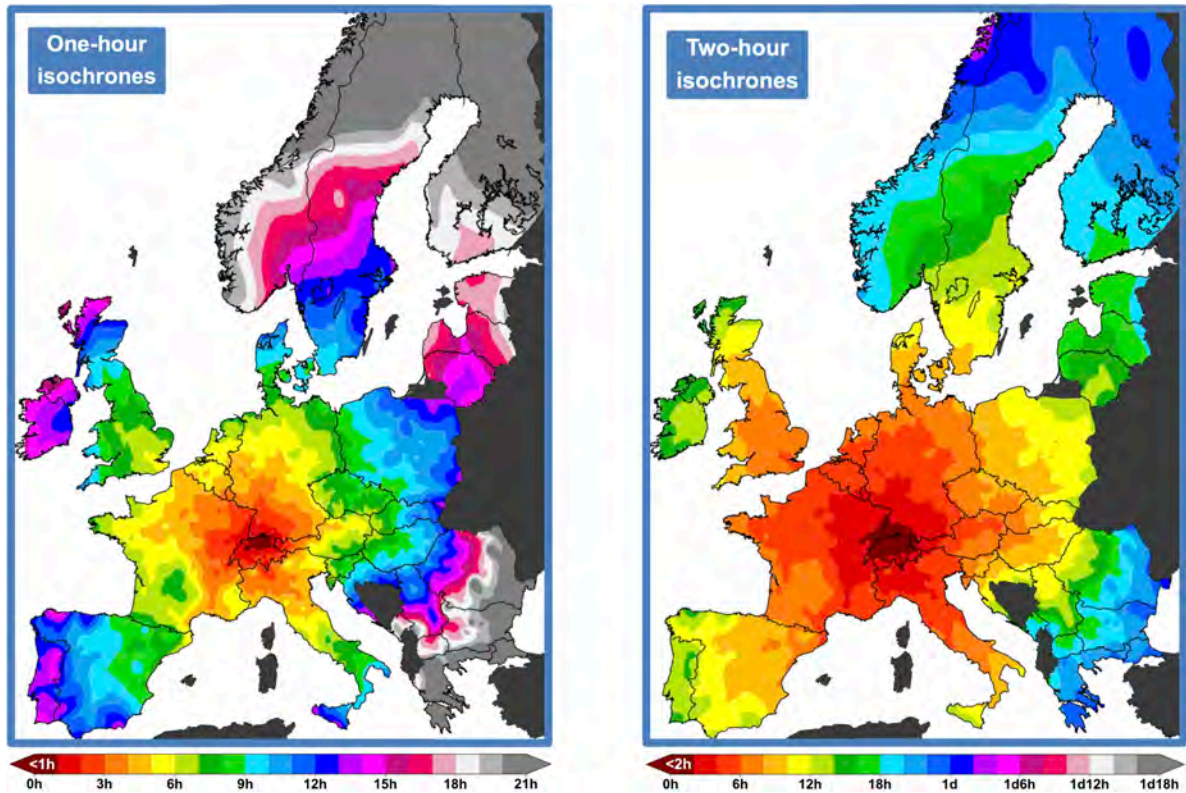 One-hour
isochrones
Two-hour
isochrones
<1h
0h 3h 6h 9h 12h 15h 18h 21h
<2h
0h 6h 12h 18h 1d 1d6h 1d12h 1d18h